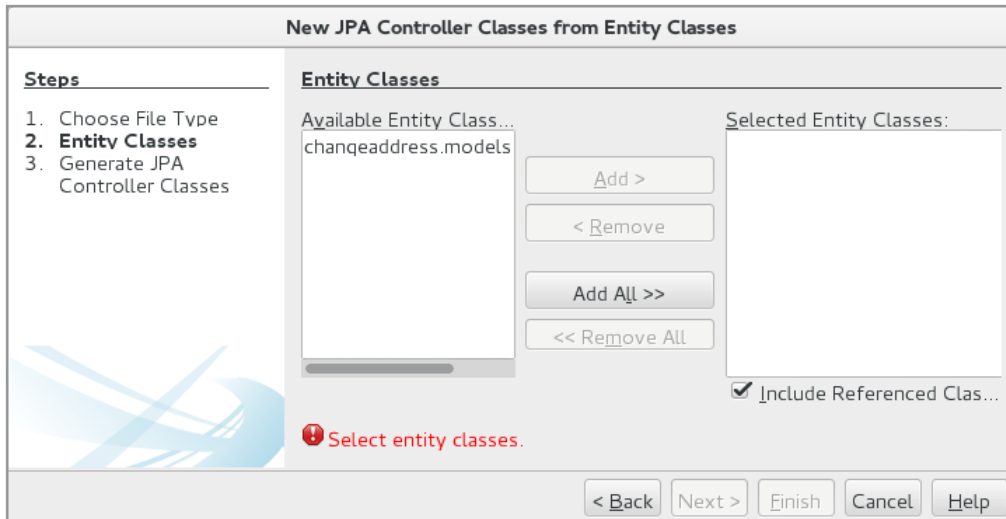 New JPA Controller Classes from Entity Classes
Steps
1. Choose File Type
2. Entity Classes
3. Generate JPA
Controller Classes
Entity Classes
Available Entity Class...
changeaddress.models
Add >
< Remove
Add All >>
<< Remove All
Selected Entity Classes:
Include Referenced Clas...
Select entity classes.
< Back
Next >
Finish
Cancel
Help